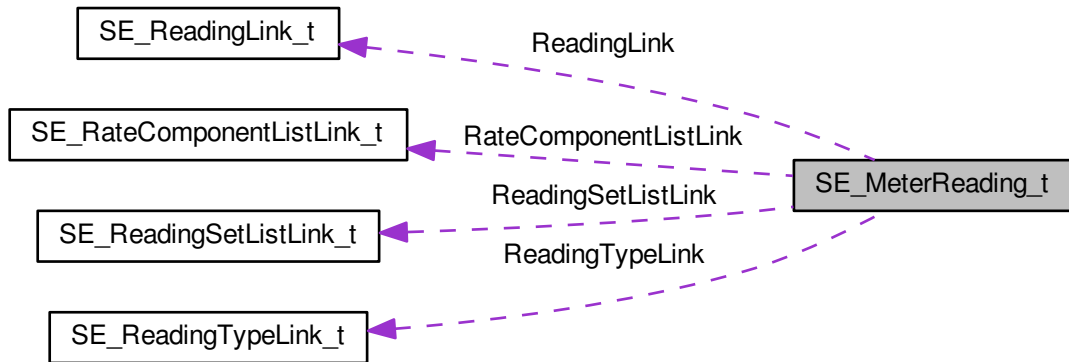 SE_ReadingLink_t
ReadingLink
SE_RateComponentListLink_t
RateComponentListLink
SE_MeterReading_t
ReadingSetListLink
SE_ReadingSetListLink_t
ReadingTypeLink
SE_ReadingTypeLink_t